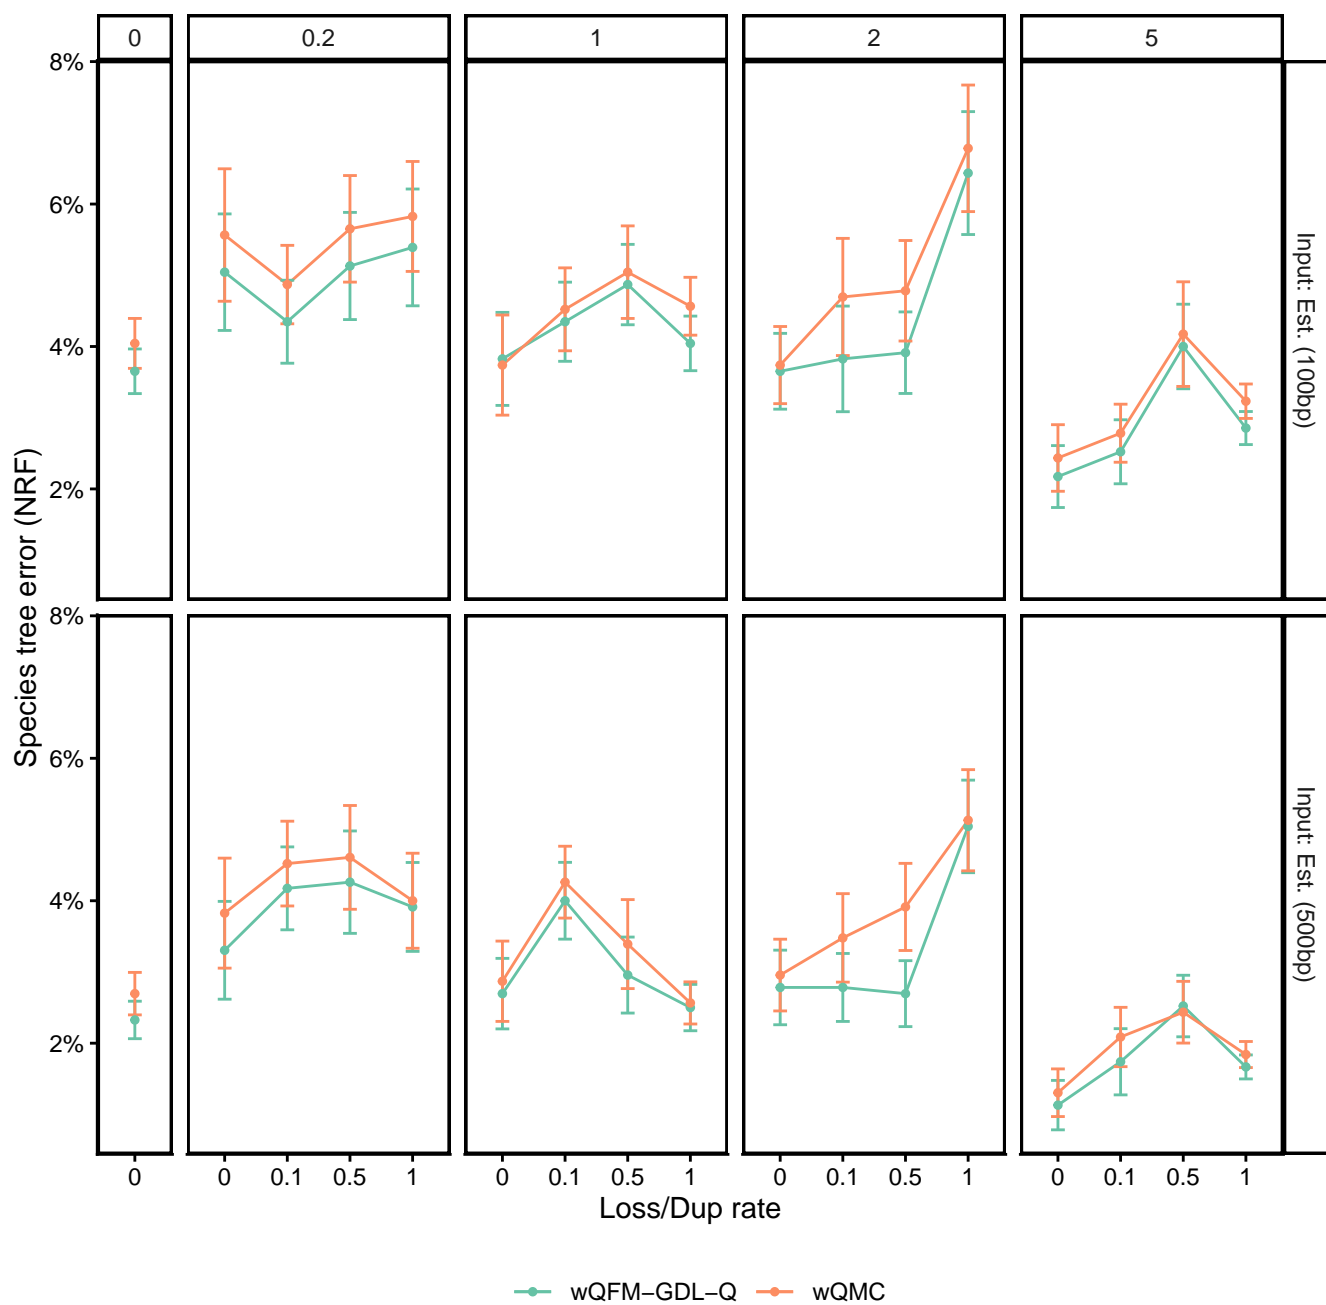 0 0.2 1 2 5
8%
6%
4%
2%
Input: Est. (100bp)
Species tree error (NRF)
8%
6%
4%
2%
Input: Est. (500bp)
0 0 0.1 0.5 1 0 0.1 0.5 1 0 0.1 0.5 1 0 0.1 0.5 1
Loss/Dup rate
wQFM−GDL−Q wQMC